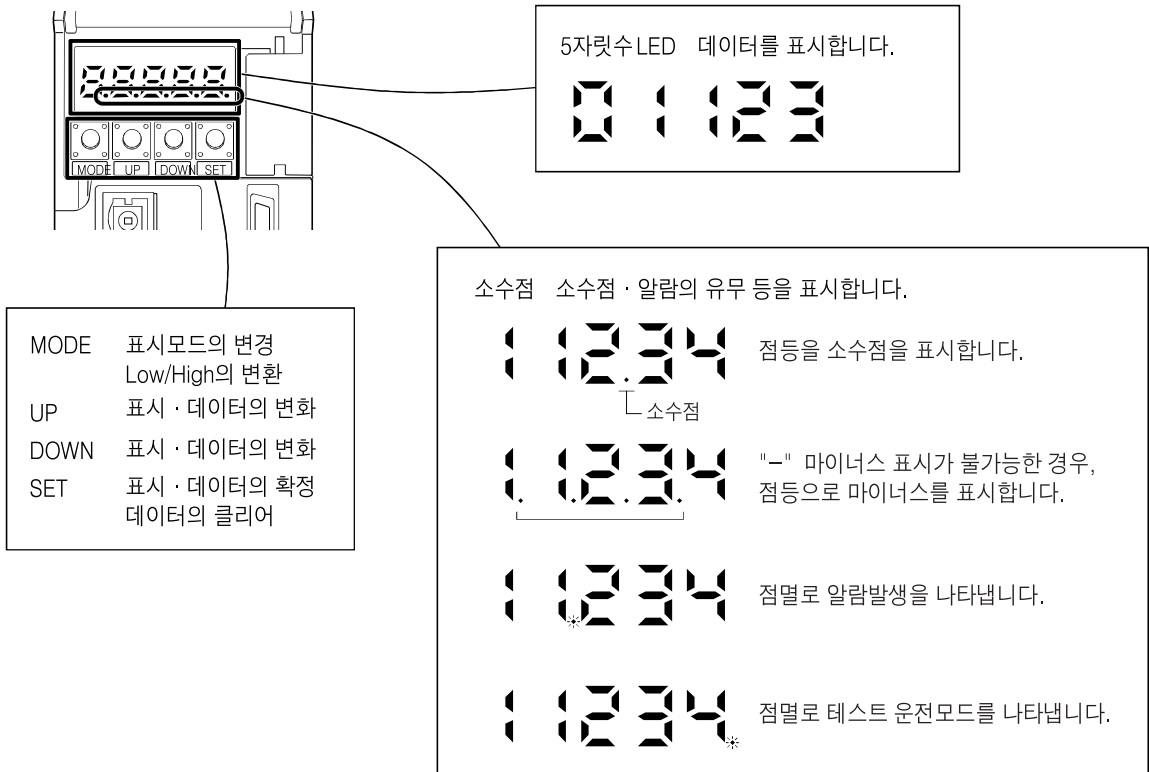 88888
MODE UP DOWN SET
5자릿수 LED 데이터를 표시합니다.
01123
MODE 표시모드의 변경
Low/High의 변환
UP 표시 · 데이터의 변화
DOWN 표시 · 데이터의 변화
SET 표시 · 데이터의 확정
데이터의 클리어
소수점 소수점 · 알람의 유무 등을 표시합니다.
112.34 점등을 소수점을 표시합니다.
소수점
1.1.2.3.4 "−" 마이너스 표시가 불가능한 경우,
점등으로 마이너스를 표시합니다.
11234 점멸로 알람발생을 나타냅니다.
11234 점멸로 테스트 운전모드를 나타냅니다.